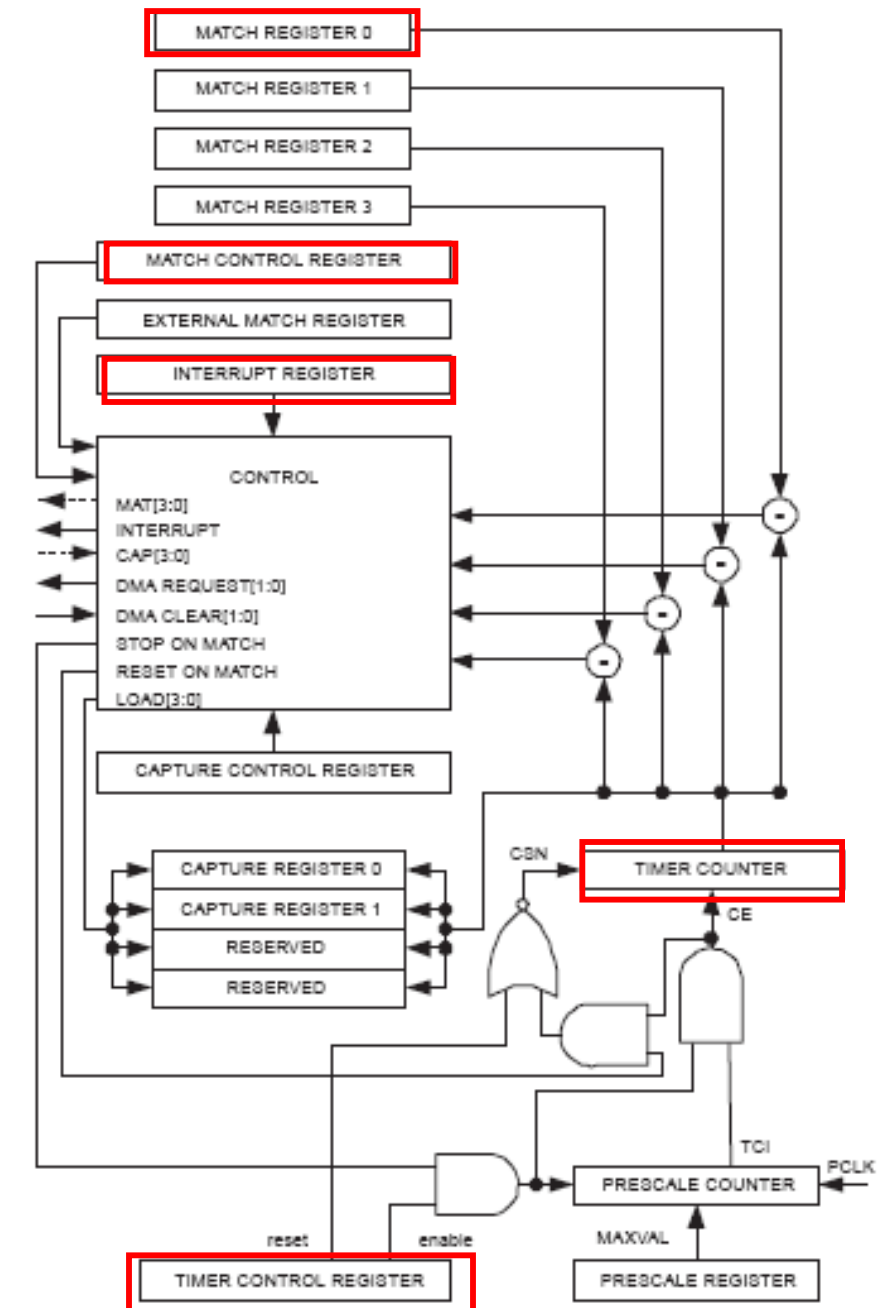 MATCH REGISTER 0
MATCH REGISTER 1
MATCH REGISTER 2
MATCH REGISTER 3
MATCH CONTROL REGISTER
EXTERNAL MATCH REGISTER
INTERRUPT REGISTER
CONTROL
MAT[3:0]
INTERRUPT
CAP[3:0]
DMA REQUEST[1:0]
DMA CLEAR[1:0]
STOP ON MATCH
RESET ON MATCH
LOAD[3:0]
-
-
-
-
CAPTURE CONTROL REGISTER
CSN
TIMER COUNTER
CE
CAPTURE REGISTER 0
CAPTURE REGISTER 1
RESERVED
RESERVED
TCI
PCLK
PRESCALE COUNTER
reset
enable
MAXVAL
TIMER CONTROL REGISTER
PRESCALE REGISTER